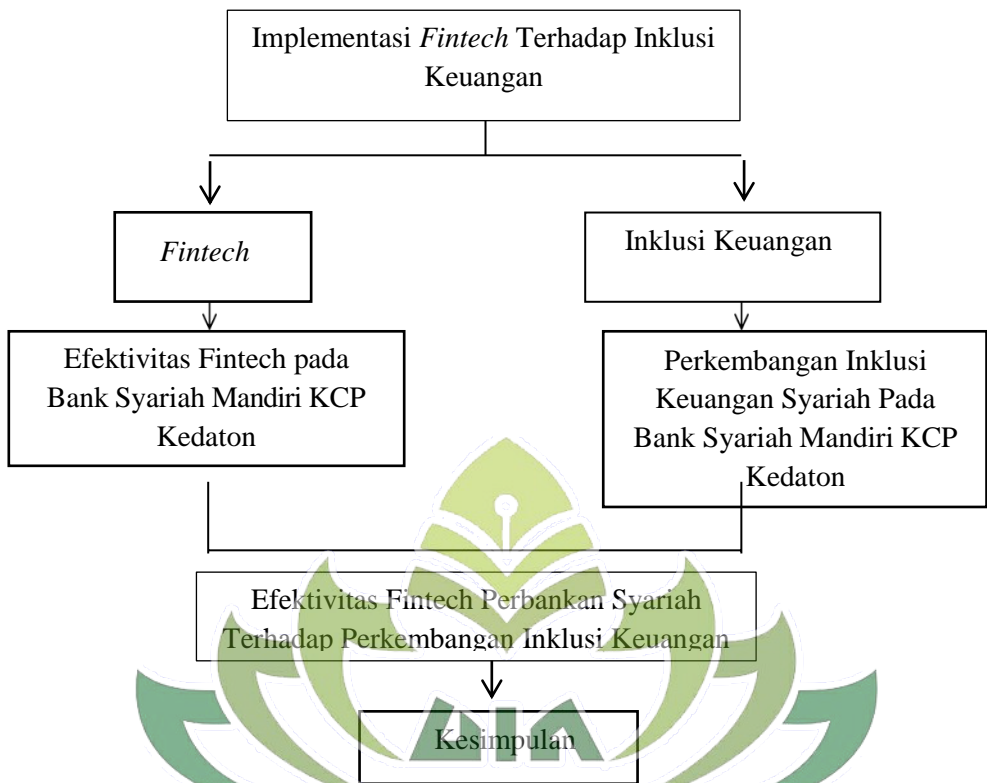 Implementasi Fintech Terhadap Inklusi
Keuangan
Fintech
Inklusi Keuangan
Efektivitas Fintech pada
Bank Syariah Mandiri KCP
Kedaton
Perkembangan Inklusi
Keuangan Syariah Pada
Bank Syariah Mandiri KCP
Kedaton
Efektivitas Fintech Perbankan Syariah
Terhadap Perkembangan Inklusi Keuangan
Kesimpulan